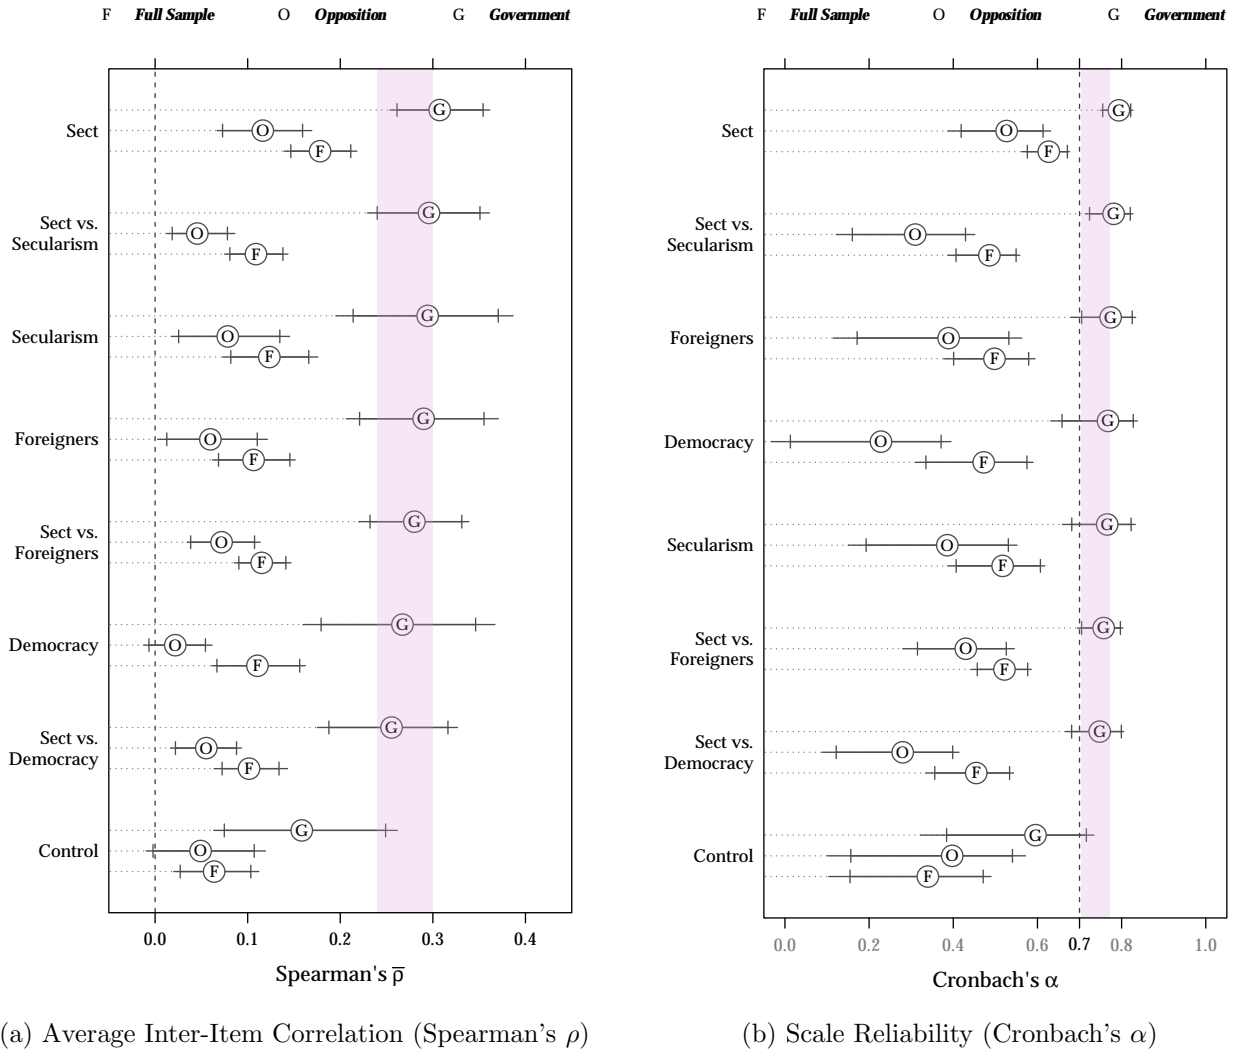 F Full Sample O Opposition G Government
Sect
G
O
F
Sect vs.
Secularism
G
O
F
Secularism
G
O
F
Foreigners
G
O
F
Sect vs.
Foreigners
G
O
F
Democracy
G
O
F
Sect vs.
Democracy
G
O
F
Control
G
O
F
0.0 0.1 0.2 0.3 0.4
Spearman's ρ̅
(a) Average Inter-Item Correlation (Spearman's ρ)
F Full Sample O Opposition G Government
Sect
G
O
F
Sect vs.
Secularism
G
O
F
Foreigners
G
O
F
Democracy
G
O
F
Secularism
G
O
F
Sect vs.
Foreigners
G
O
F
Sect vs.
Democracy
G
O
F
Control
G
O
F
0.0 0.2 0.4 0.6 0.7 0.8 1.0
Cronbach's α
(b) Scale Reliability (Cronbach's α)